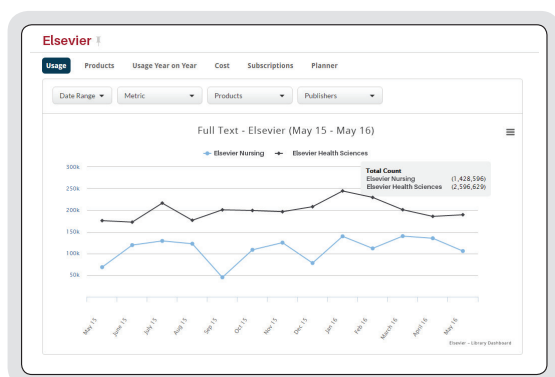 Elsevier
Usage Products Usage Year on Year Cost Subscriptions Planner
Date Range Metric Products Publishers
Full Text - Elsevier (May 15 - May 16)
Elsevier Nursing Elsevier Health Sciences
Total Count
Elsevier Nursing (1,428,596)
Elsevier Health Sciences (2,596,629)
300k
250k
200k
150k
100k
50k
May 15 June 15 July 15 Aug 15 Sep 15 Oct 15 Nov 15 Dec 15 Jan 16 Feb 16 March 16 April 16 May 16
Elsevier - Library Dashboard